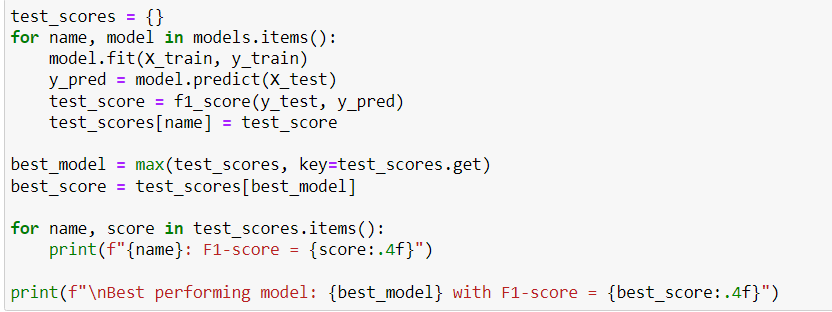 test_scores = {}
for name, model in models.items():
    model.fit(X_train, y_train)
    y_pred = model.predict(X_test)
    test_score = f1_score(y_test, y_pred)
    test_scores[name] = test_score

best_model = max(test_scores, key=test_scores.get)
best_score = test_scores[best_model]

for name, score in test_scores.items():
    print(f"{name}: F1-score = {score:.4f}")

print(f"\nBest performing model: {best_model} with F1-score = {best_score:.4f}")